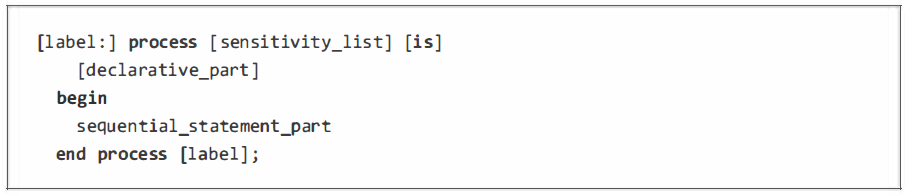 [label:] process [sensitivity_list] [is]
[declarative_part]
begin
sequential_statement_part
end process [label];